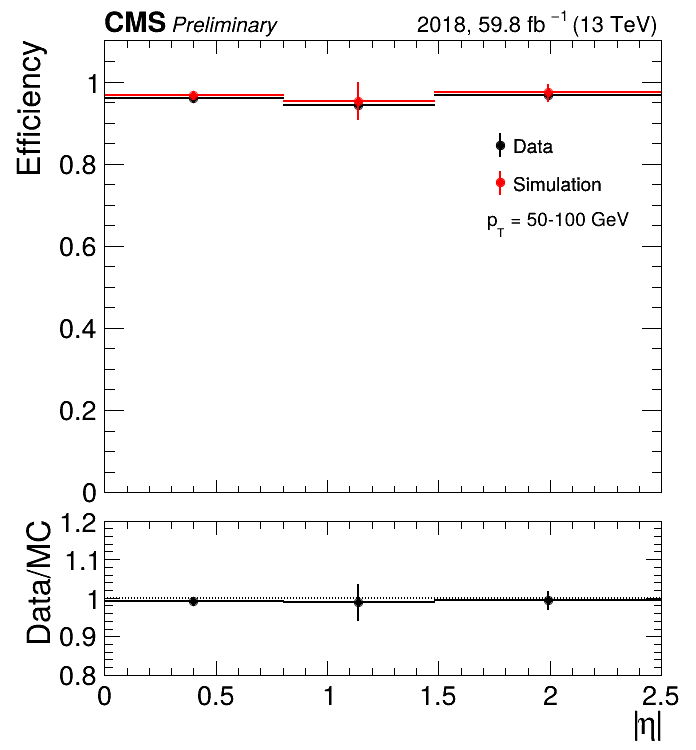 CMS Preliminary 2018, 59.8 fb⁻¹ (13 TeV)
Efficiency
1
0.8
0.6
0.4
0.2
0
Data
Simulation
p_T = 50-100 GeV
Data/MC
1.2
1.1
1
0.9
0.8
0 0.5 1 1.5 2 2.5
|η|